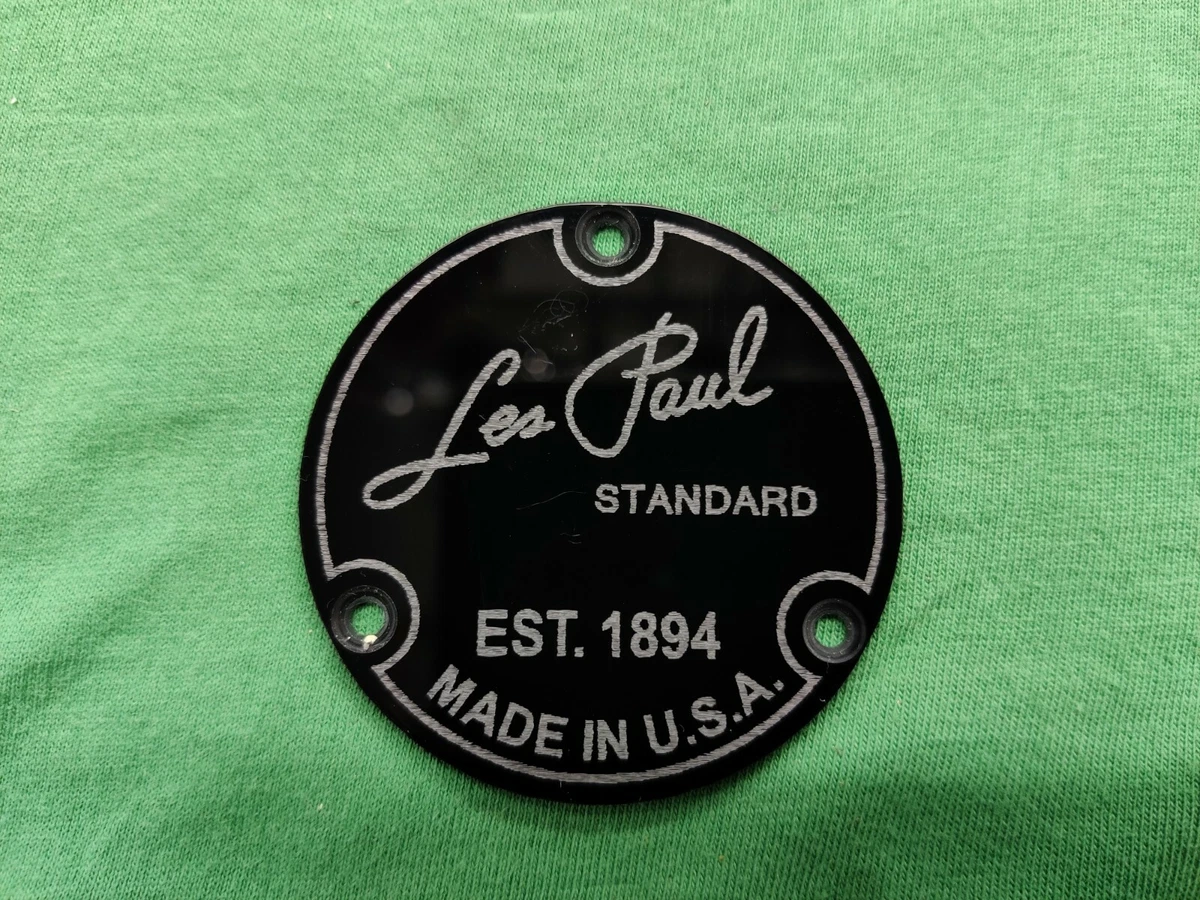 Les Paul
STANDARD
EST. 1894
MADE IN U.S.A.